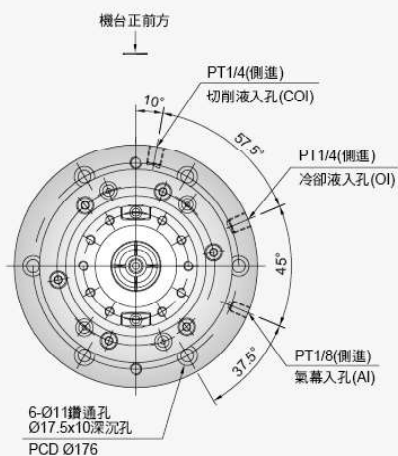 機台正前方
PT1/4(側進)
切削液入孔(COI)
10°
57.5°
PT1/4(側進)
冷卻液入孔(OI)
45°
PT1/8(側進)
氣幕入孔(AI)
37.5°
6-Ø11鑽通孔
Ø17.5x10深沉孔
PCD Ø176